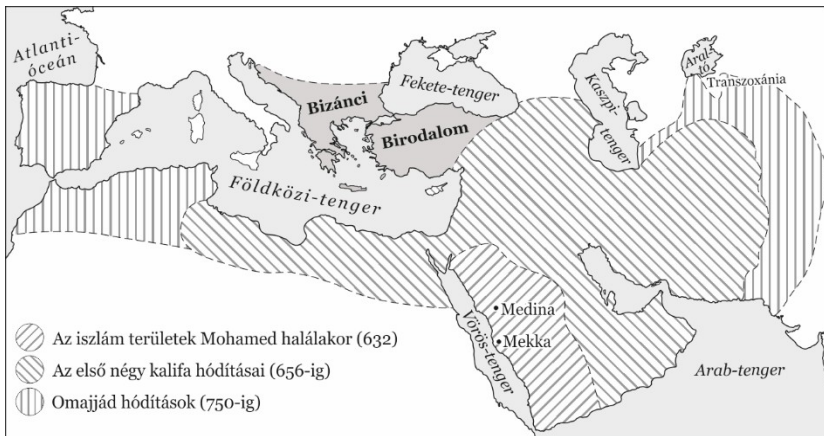 Atlanti-
óceán
Bizánci
Birodalom
Fekete-tenger
Kaszpi-
tenger
Aral-
tó
Transzoxánia
Földközi-tenger
Medina
Mekka
Vörös-tenger
Arab-tenger
Az iszlám területek Mohamed halálakor (632)
Az első négy kalifa hódításai (656-ig)
Omajjád hódítások (750-ig)